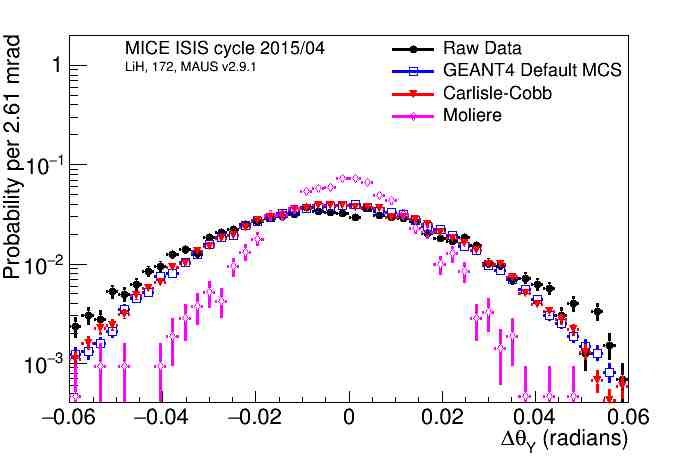 MICE ISIS cycle 2015/04
LiH, 172, MAUS v2.9.1
Raw Data
GEANT4 Default MCS
Carlisle-Cobb
Moliere
Probability per 2.61 mrad
1
10⁻¹
10⁻²
10⁻³
−0.06 −0.04 −0.02 0 0.02 0.04 0.06
Δθ_Y (radians)